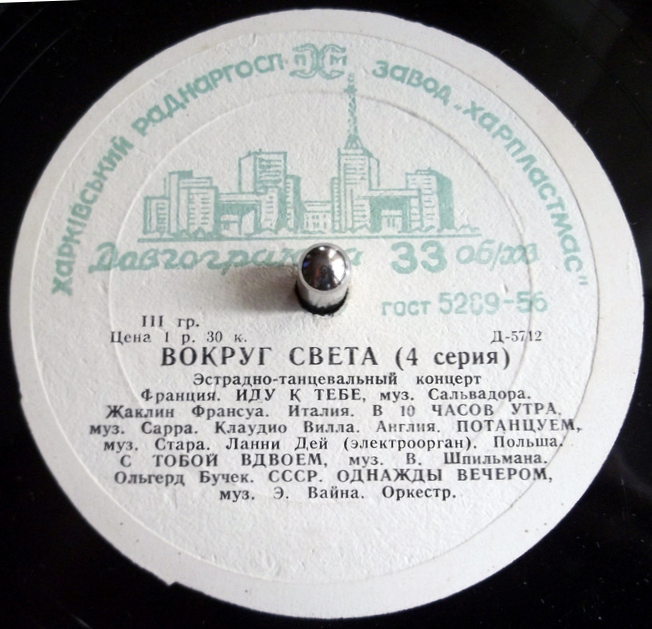 ХАРКІВСЬКИЙ РАДНАРГОСП ЗАВОД „ХАРПЛАСТМАС"
ПХМ
Довгограюча 33 об/хв
ГОСТ 5289-56
III гр.
Цена 1 р. 30 к. Д-5712
ВОКРУГ СВЕТА (4 серия)
Эстрадно-танцевальный концерт
Франция. ИДУ К ТЕБЕ, муз. Сальвадора.
Жаклин Франсуа. Италия. В 10 ЧАСОВ УТРА,
муз. Сарра. Клаудио Вилла. Англия. ПОТАНЦУЕМ,
муз. Стара. Ланни Дей (электроорган). Польша.
С ТОБОЙ ВДВОЕМ, муз. В. Шпильмана.
Ольгерд Бучек. СССР. ОДНАЖДЫ ВЕЧЕРОМ,
муз. Э. Вайна. Оркестр.